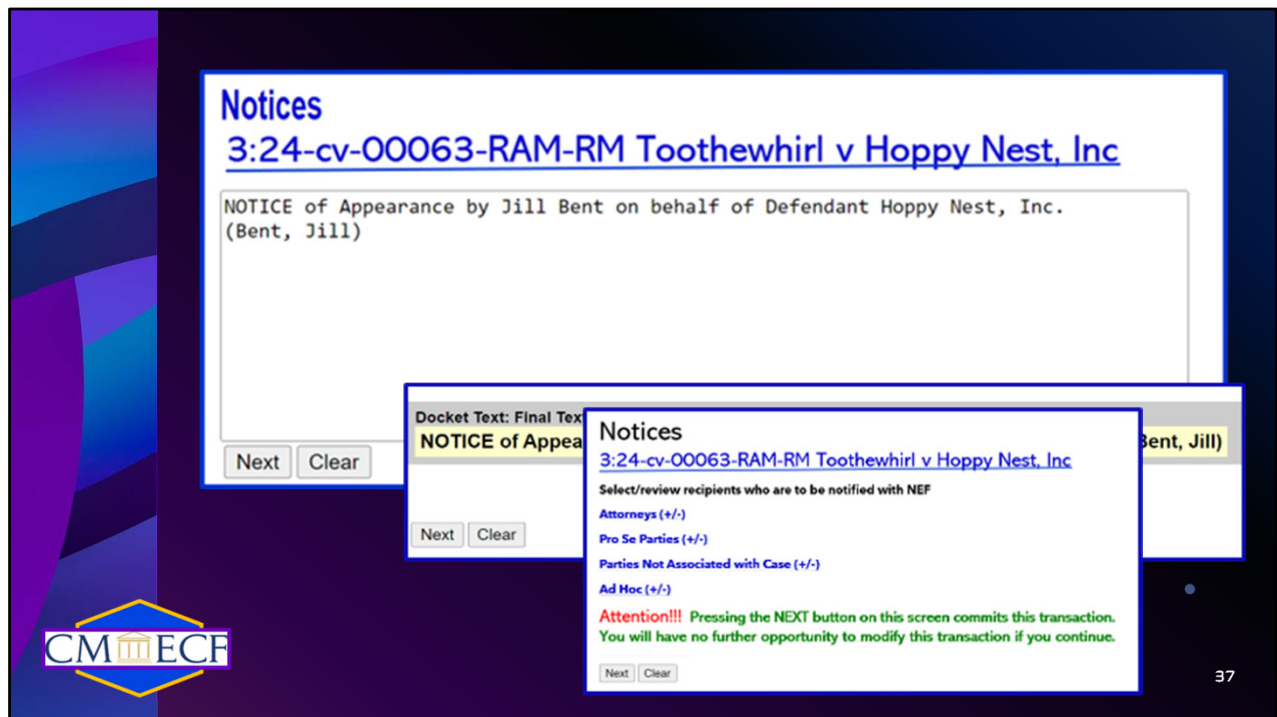 Notices
3:24-cv-00063-RAM-RM Toothewhirl v Hoppy Nest, Inc
NOTICE of Appearance by Jill Bent on behalf of Defendant Hoppy Nest, Inc.
(Bent, Jill)
Next Clear
Docket Text: Final Tex
NOTICE of Appea
Bent, Jill)
Next Clear
Notices
3:24-cv-00063-RAM-RM Toothewhirl v Hoppy Nest, Inc
Select/review recipients who are to be notified with NEF
Attorneys (+/-)
Pro Se Parties (+/-)
Parties Not Associated with Case (+/-)
Ad Hoc (+/-)
Attention!!! Pressing the NEXT button on this screen commits this transaction.
You will have no further opportunity to modify this transaction if you continue.
Next Clear
CM ECF
37